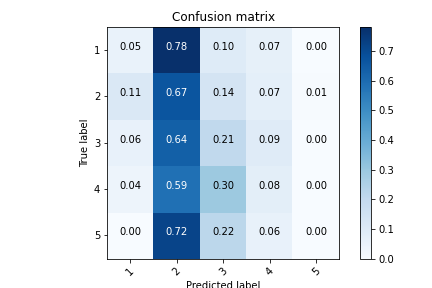 Confusion matrix
1 0.05 0.78 0.10 0.07 0.00
2 0.11 0.67 0.14 0.07 0.01
3 0.06 0.64 0.21 0.09 0.00
4 0.04 0.59 0.30 0.08 0.00
5 0.00 0.72 0.22 0.06 0.00
True label
1 2 3 4 5
Predicted label
0.7
0.6
0.5
0.4
0.3
0.2
0.1
0.0